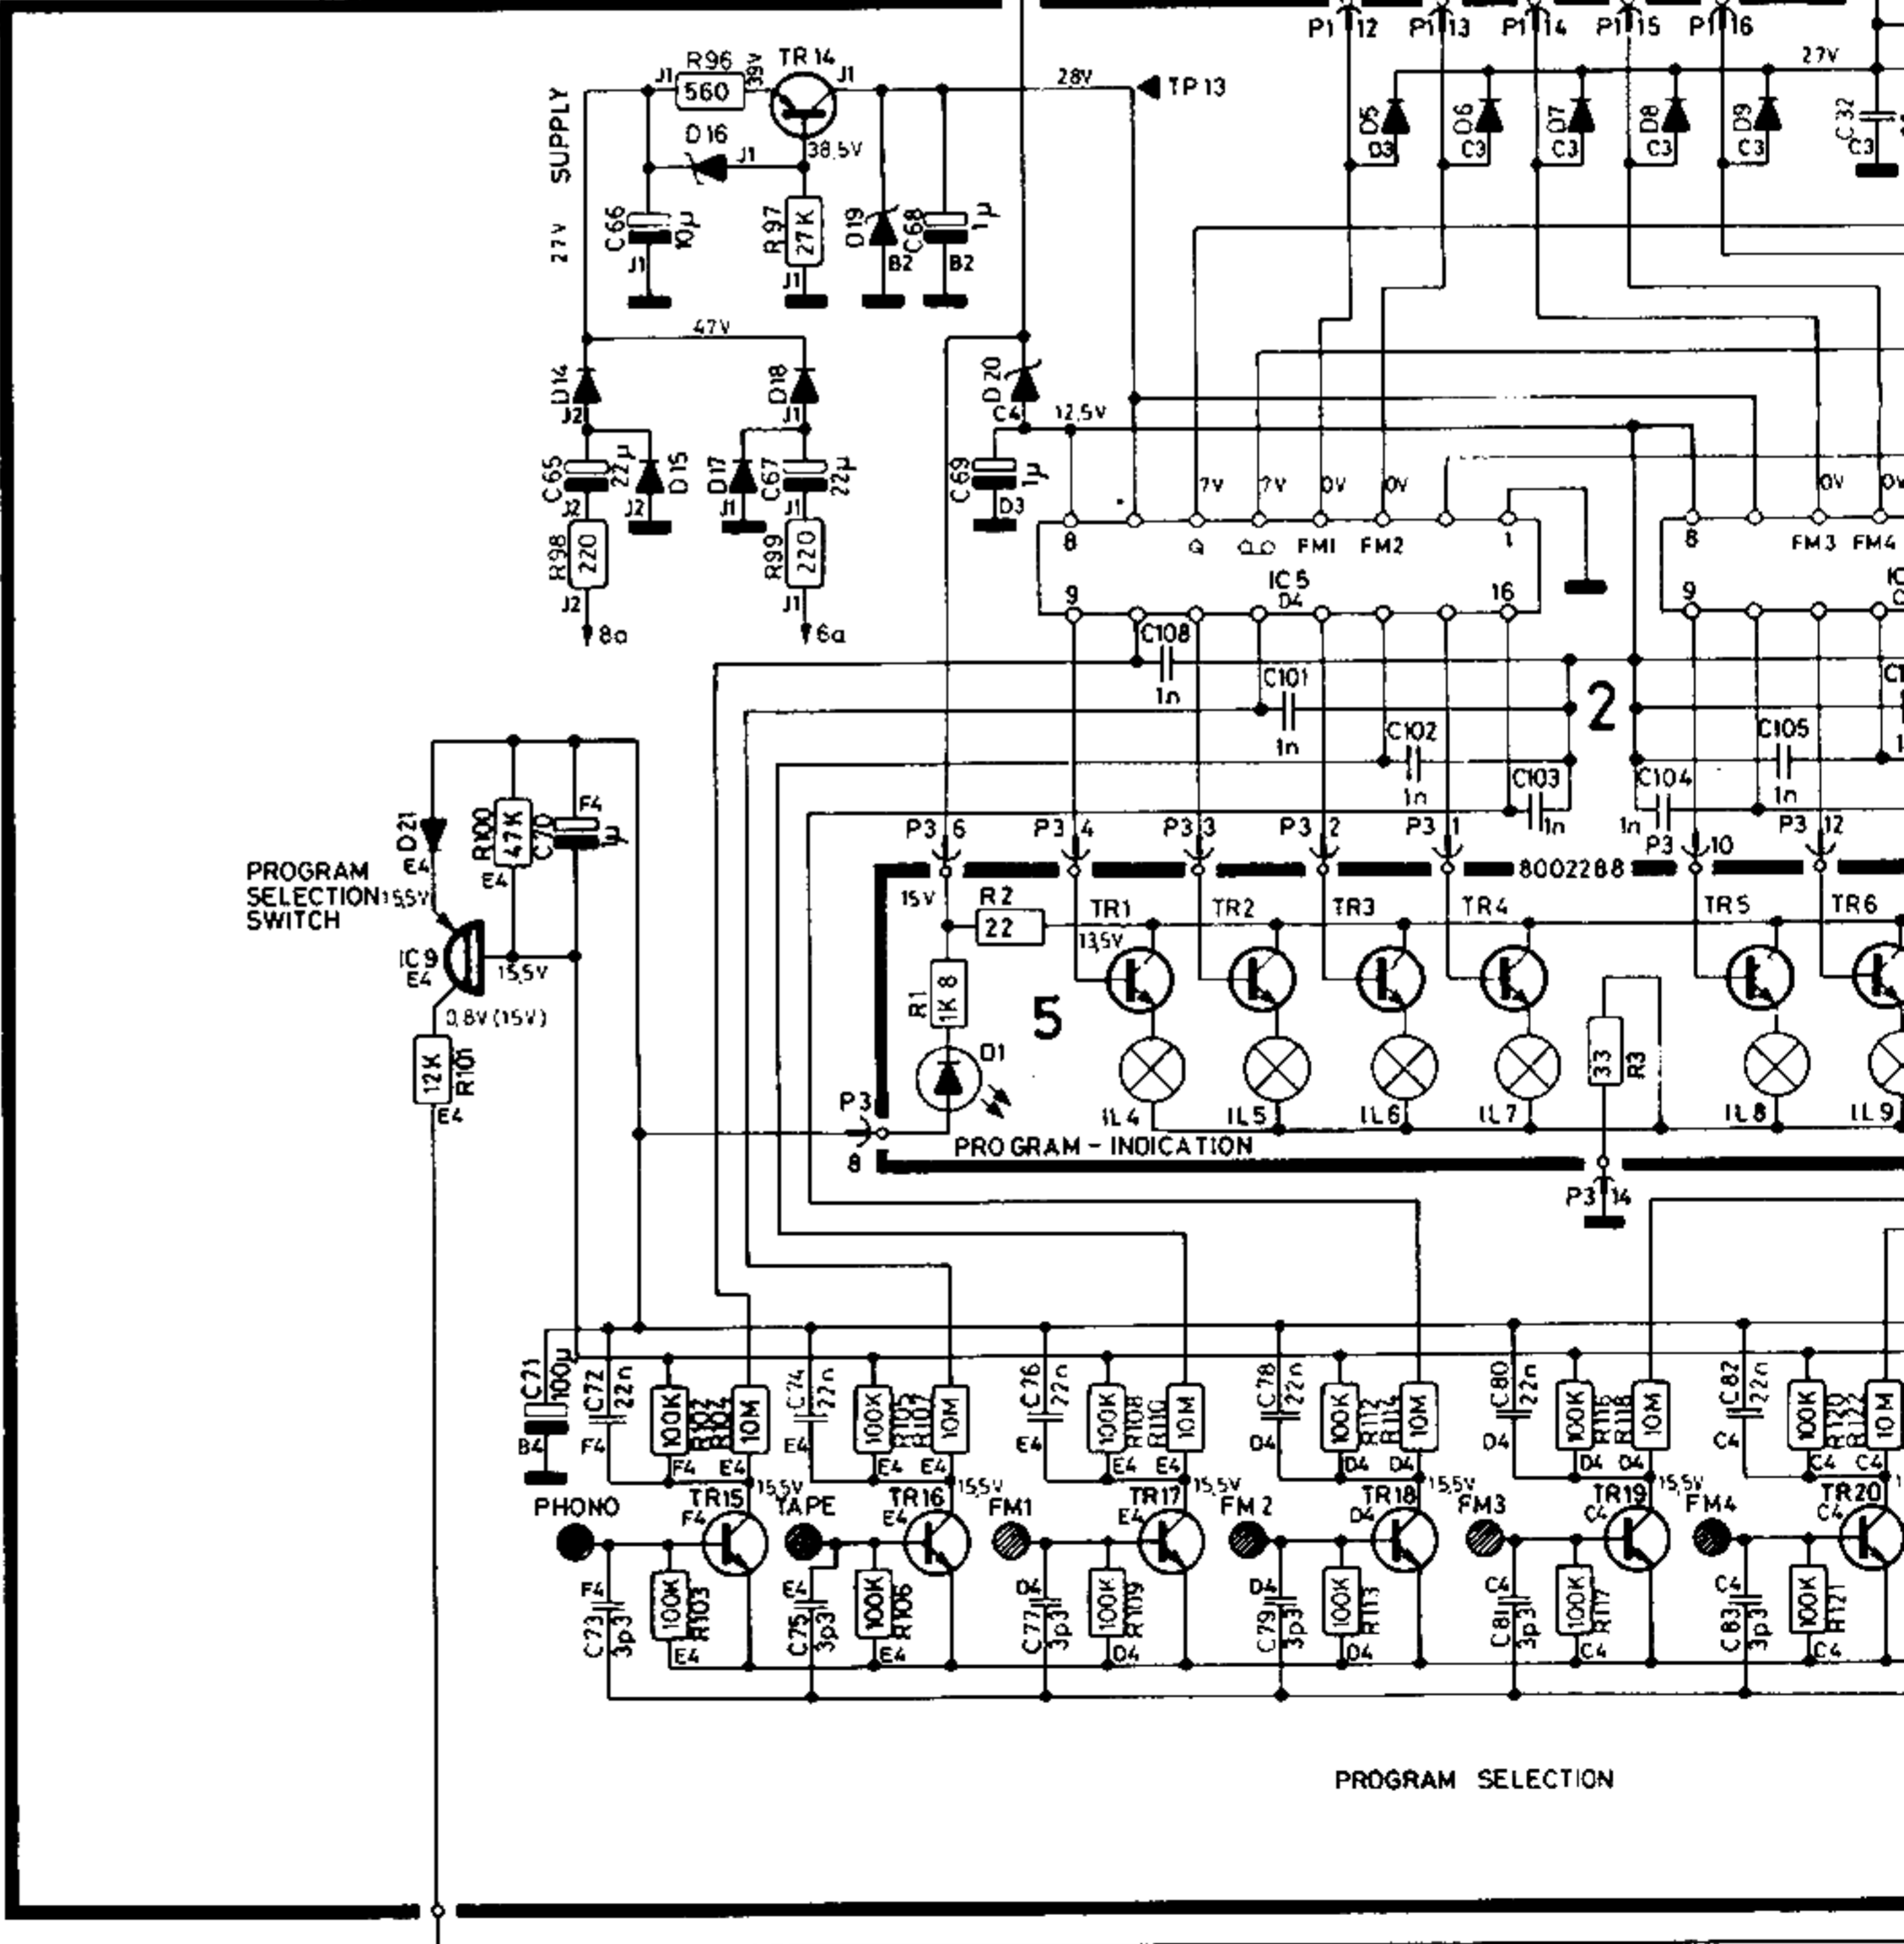 P1 12
P1 13
P1 14
P1 15
P1 16
R96
39V
TR14
J1
560
J1
28V
TP13
27V
27V SUPPLY
D16
J1
38,5V
D5
D3
D6
C3
D7
C3
D8
C3
D9
C3
C32
C3
C66
10µ
J1
R97
27K
J1
D19
B2
C68
1µ
B2
47V
D14
J2
D18
J1
D20
C4
12,5V
C65
22µ
J2
D15
J2
D17
J1
C67
22µ
J1
C69
1µ
D3
7V
7V
0V
0V
0V
0V
R98
220
J2
R99
220
J1
8
Q
FM1
FM2
1
8
FM3
FM4
IC5
D4
9
16
9
8a
6a
C108
1n
C101
1n
2
C102
1n
C105
1n
C103
1n
C104
1n
D21
E4
R100
47K
E4
C70
F4
1µ
P3 6
P3 4
P3 3
P3 2
P3 1
P3 10
P3 12
8002288
PROGRAM
SELECTION
SWITCH
15,5V
15V
R2
22
TR1
TR2
TR3
TR4
TR5
TR6
13,5V
IC9
E4
15,5V
0,8V (15V)
R1
1K8
5
D1
33
R3
12K
R101
E4
P3
8
IL4
IL5
IL6
IL7
IL8
IL9
PROGRAM - INDICATION
P3 14
C71
100µ
B4
C72
22n
F4
100K
R102
F4
R104
10M
E4
C74
22n
E4
100K
R105
E4
R107
10M
E4
C76
22n
E4
100K
R108
E4
R110
10M
E4
C78
22n
D4
100K
R112
D4
R114
10M
D4
C80
22n
D4
100K
R116
D4
R118
10M
D4
C82
22n
C4
100K
R120
C4
R122
10M
C4
15,5V
15,5V
15,5V
15,5V
15,5V
PHONO
TR15
F4
TAPE
TR16
E4
FM1
TR17
E4
FM2
TR18
D4
FM3
TR19
C4
FM4
TR20
C4
F4
C73
3p3
100K
R103
E4
E4
C75
3p3
100K
R106
E4
D4
C77
3p3
100K
R109
D4
D4
C79
3p3
100K
R113
D4
C4
C81
3p3
100K
R117
C4
C4
C83
3p3
100K
R121
C4
PROGRAM SELECTION